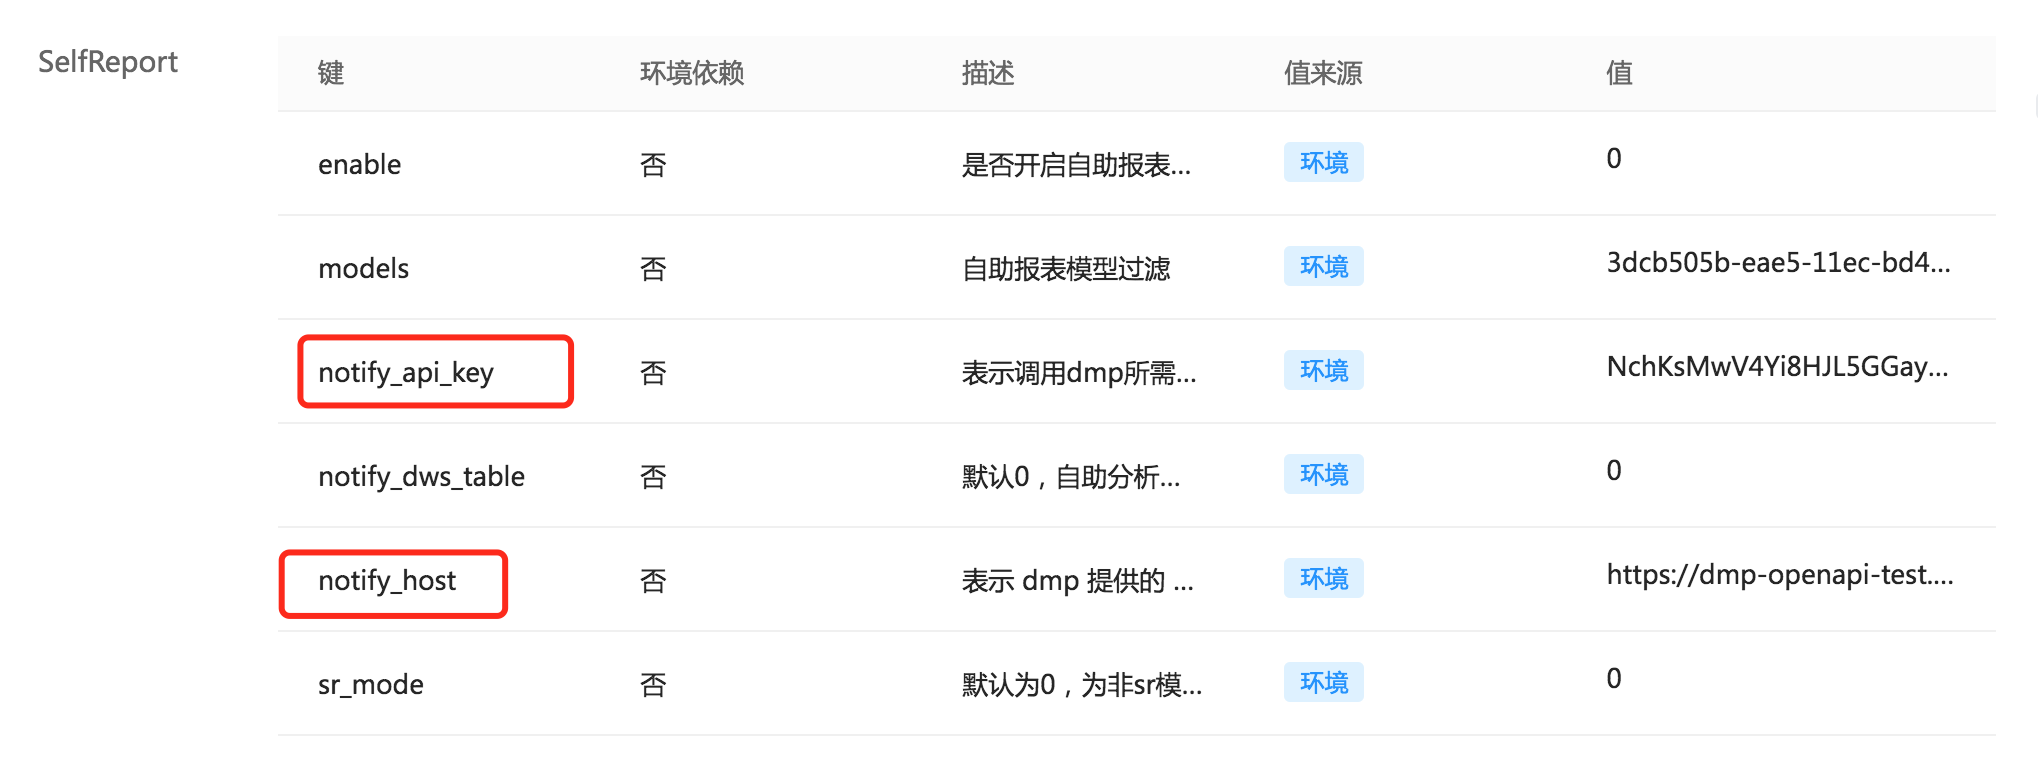 SelfReport
键 环境依赖 描述 值来源 值
enable 否 是否开启自助报表... 环境 0
models 否 自助报表模型过滤 环境 3dcb505b-eae5-11ec-bd4...
notify_api_key 否 表示调用dmp所需... 环境 NchKsMwV4Yi8HJL5GGay...
notify_dws_table 否 默认0，自助分析... 环境 0
notify_host 否 表示 dmp 提供的 ... 环境 https://dmp-openapi-test....
sr_mode 否 默认为0，为非sr模... 环境 0